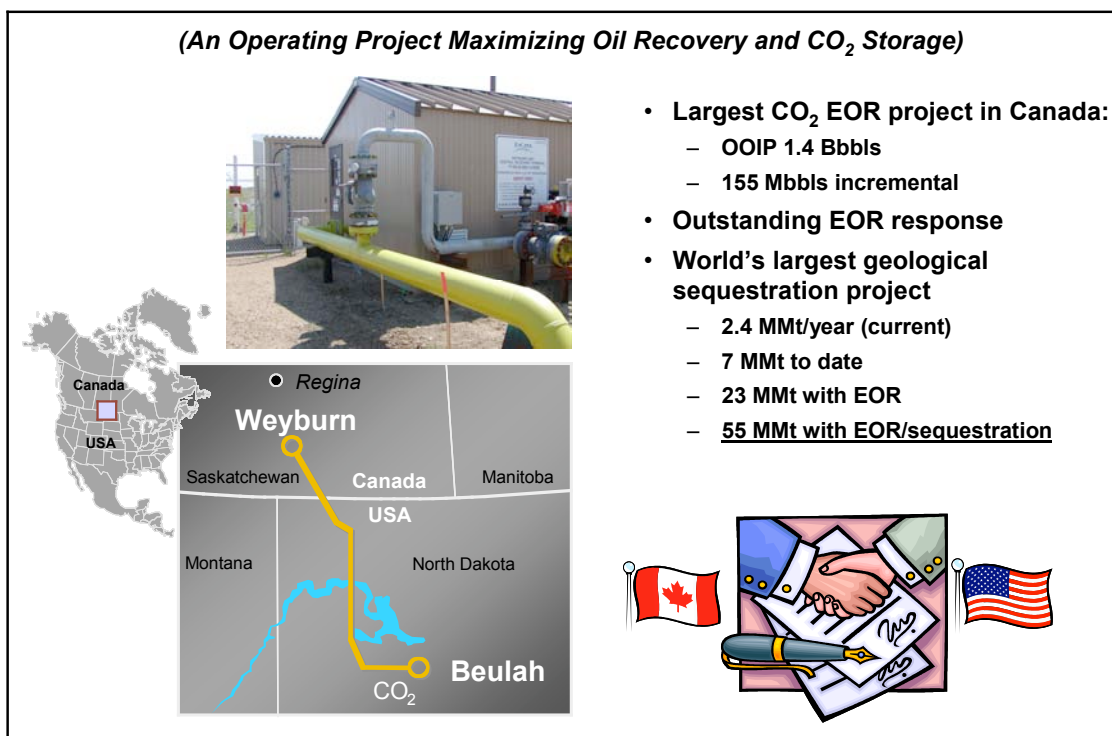 (An Operating Project Maximizing Oil Recovery and CO₂ Storage)
• Largest CO₂ EOR project in Canada:
– OOIP 1.4 Bbbls
– 155 Mbbls incremental
• Outstanding EOR response
• World's largest geological
sequestration project
– 2.4 MMt/year (current)
– 7 MMt to date
– 23 MMt with EOR
– 55 MMt with EOR/sequestration
Canada
USA
Regina
Weyburn
Saskatchewan
Canada
Manitoba
USA
Montana
North Dakota
Beulah
CO₂